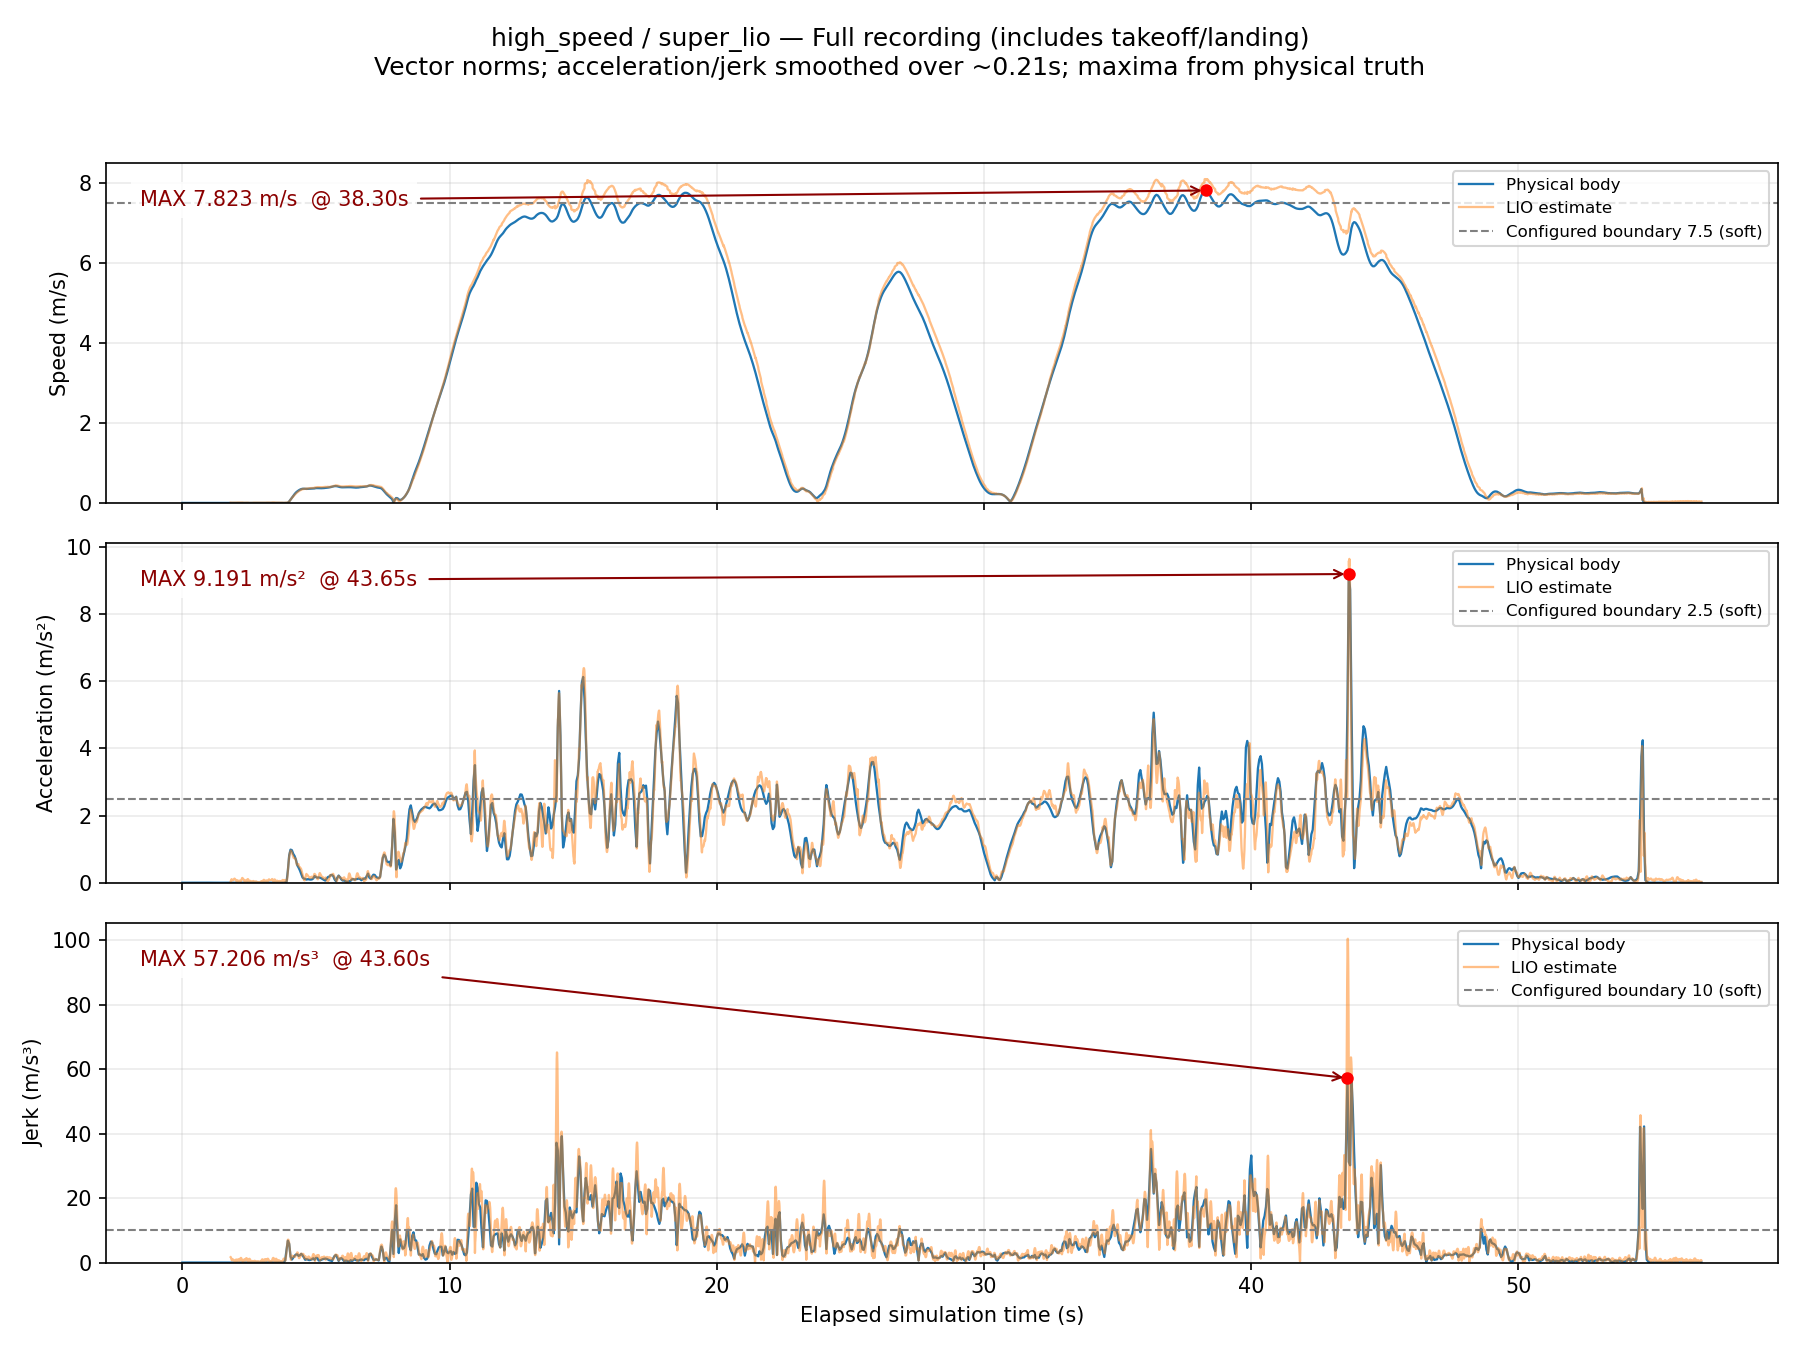 high_speed / super_lio — Full recording (includes takeoff/landing)
Vector norms; acceleration/jerk smoothed over ~0.21s; maxima from physical truth
MAX 7.823 m/s @ 38.30s
Physical body
LIO estimate
Configured boundary 7.5 (soft)
Speed (m/s)
8
6
4
2
0
MAX 9.191 m/s² @ 43.65s
Physical body
LIO estimate
Configured boundary 2.5 (soft)
Acceleration (m/s²)
10
8
6
4
2
0
MAX 57.206 m/s³ @ 43.60s
Physical body
LIO estimate
Configured boundary 10 (soft)
Jerk (m/s³)
100
80
60
40
20
0
0 10 20 30 40 50
Elapsed simulation time (s)